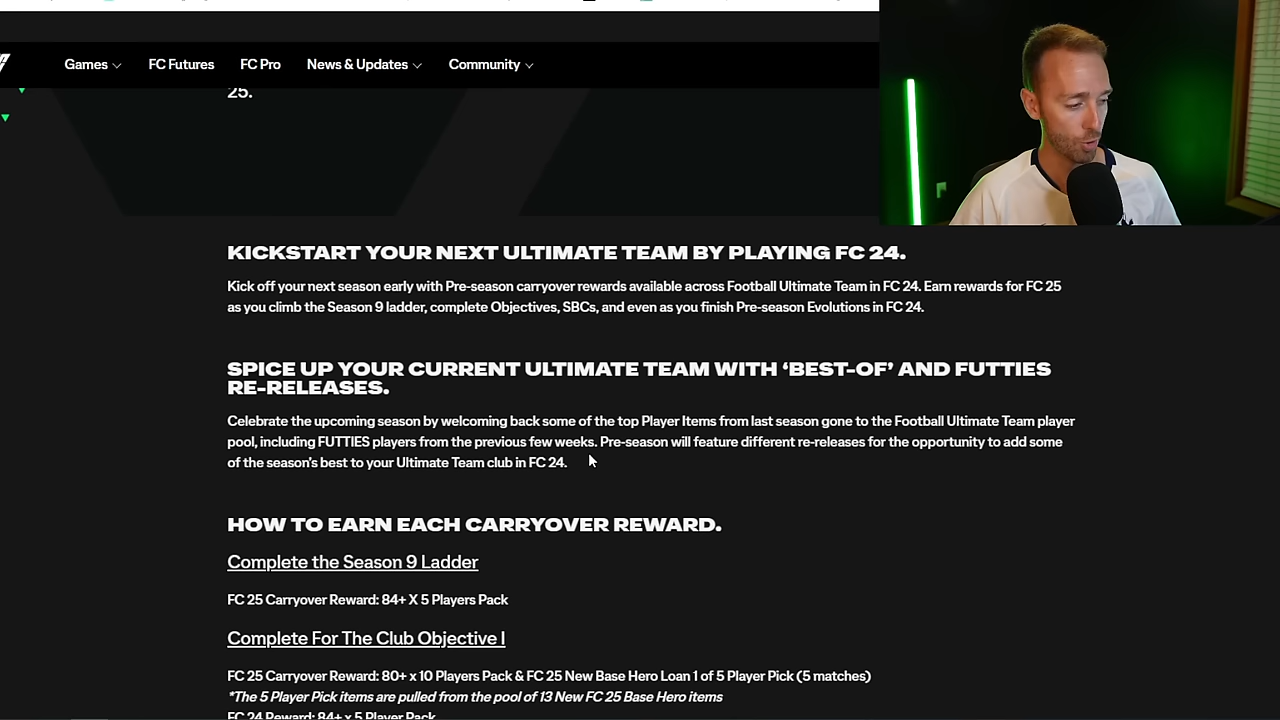 Games
FC Futures
FC Pro
News & Updates
Community
25.
KICKSTART YOUR NEXT ULTIMATE TEAM BY PLAYING FC 24.
Kick off your next season early with Pre-season carryover rewards available across Football Ultimate Team in FC 24. Earn rewards for FC 25
as you climb the Season 9 ladder, complete Objectives, SBCs, and even as you finish Pre-season Evolutions in FC 24.
SPICE UP YOUR CURRENT ULTIMATE TEAM WITH ‘BEST-OF’ AND FUTTIES
RE-RELEASES.
Celebrate the upcoming season by welcoming back some of the top Player Items from last season gone to the Football Ultimate Team player
pool, including FUTTIES players from the previous few weeks. Pre-season will feature different re-releases for the opportunity to add some
of the season's best to your Ultimate Team club in FC 24.
HOW TO EARN EACH CARRYOVER REWARD.
Complete the Season 9 Ladder
FC 25 Carryover Reward: 84+ X 5 Players Pack
Complete For The Club Objective I
FC 25 Carryover Reward: 80+ x 10 Players Pack & FC 25 New Base Hero Loan 1 of 5 Player Pick (5 matches)
*The 5 Player Pick items are pulled from the pool of 13 New FC 25 Base Hero items
FC 24 Reward: 84+ x 5 Player Pack